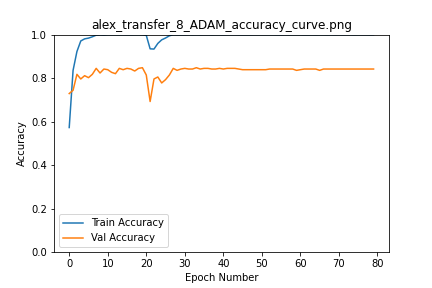 alex_transfer_8_ADAM_accuracy_curve.png
1.0
0.8
0.6
0.4
0.2
0.0
Accuracy
Train Accuracy
Val Accuracy
0 10 20 30 40 50 60 70 80
Epoch Number